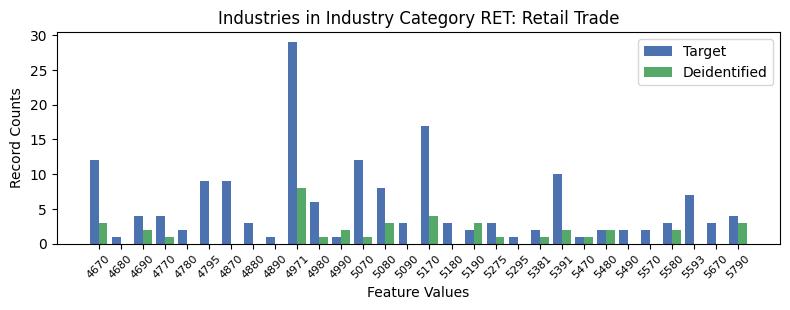 Industries in Industry Category RET: Retail Trade
30
25
20
15
10
5
0
Record Counts
Target
Deidentified
4670 4680 4690 4770 4780 4795 4870 4880 4890 4971 4980 4990 5070 5080 5090 5170 5180 5190 5275 5295 5381 5391 5470 5480 5490 5570 5580 5593 5670 5790
Feature Values